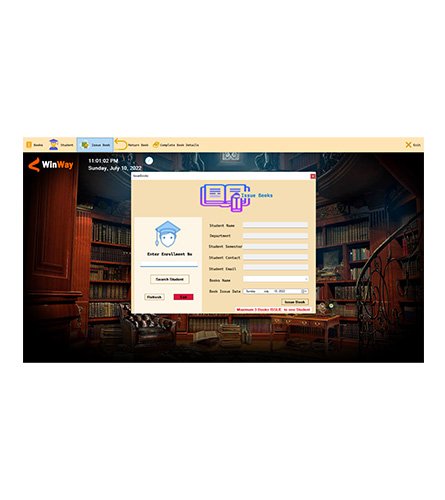 Books Student Issue Book Return Book Complete Book Details Exit
WinWay
11:01:02 PM
Sunday, July 10, 2022
IssueBooks
Issue Books
Enter Enrollment No
Search Student
Refresh Exit
Student Name
Department
Student Semester
Student Contact
Student Email
Books Name
Book Issue Date Sunday , July 10, 2022
Issue Book
Maximum 3 Books ISSUE to one Student